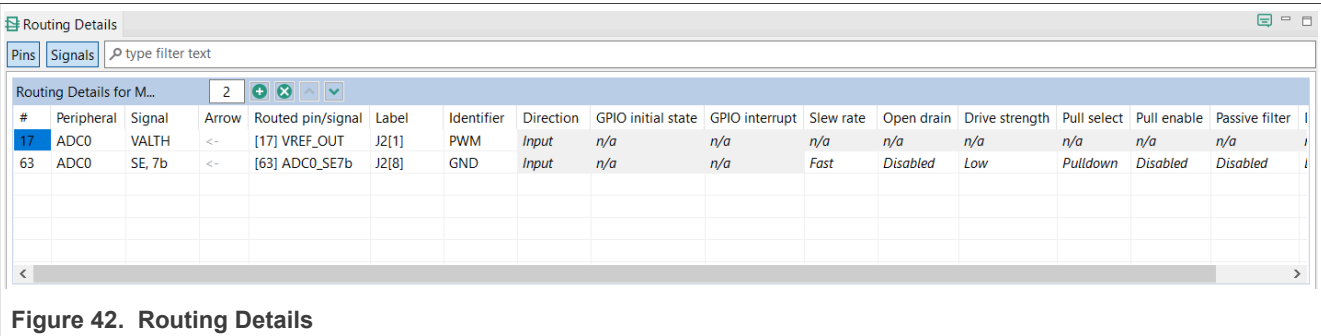 Routing Details
Pins Signals type filter text
Routing Details for M... 2
# Peripheral Signal Arrow Routed pin/signal Label Identifier Direction GPIO initial state GPIO interrupt Slew rate Open drain Drive strength Pull select Pull enable Passive filter
17 ADC0 VALTH <- [17] VREF_OUT J2[1] PWM Input n/a n/a n/a n/a n/a n/a n/a n/a
63 ADC0 SE, 7b <- [63] ADC0_SE7b J2[8] GND Input n/a n/a Fast Disabled Low Pulldown Disabled Disabled
Figure 42. Routing Details